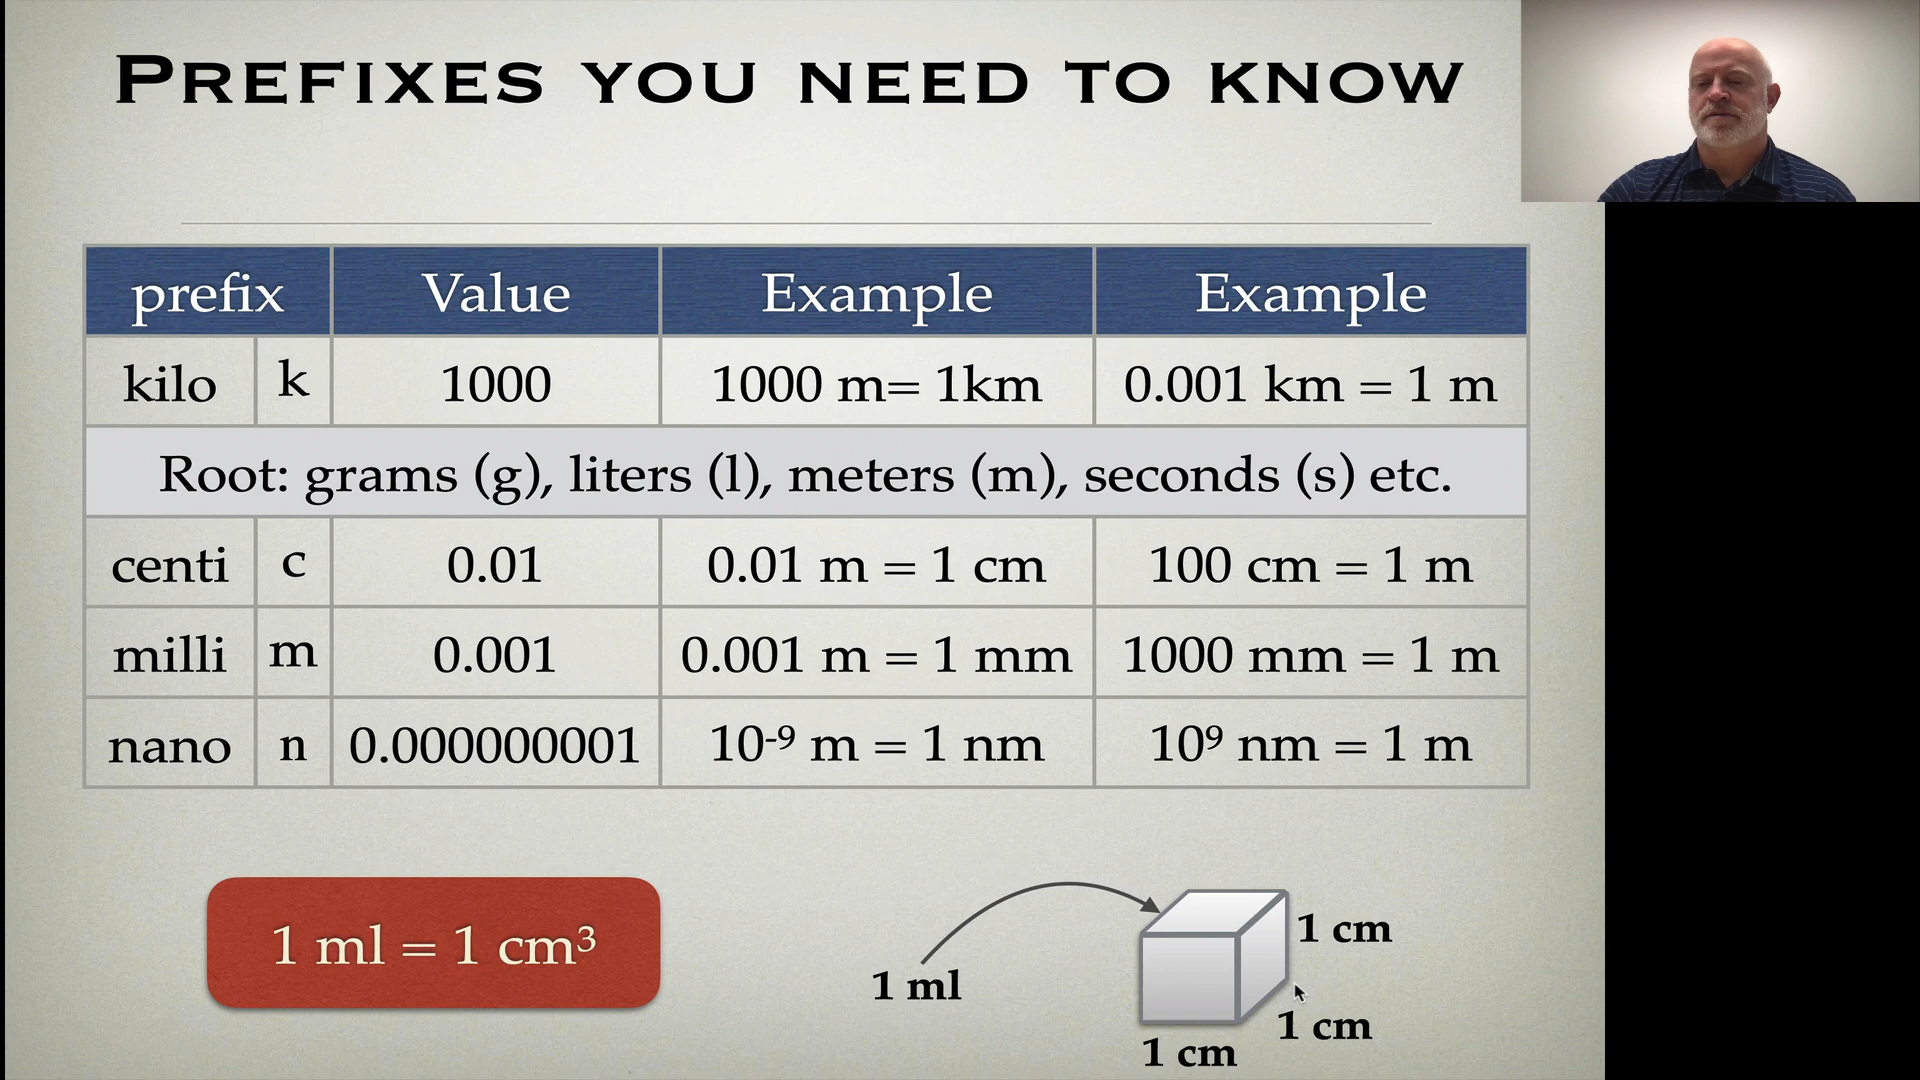 PREFIXES YOU NEED TO KNOW
prefix Value Example Example
kilo k 1000 1000 m= 1km 0.001 km = 1 m
Root: grams (g), liters (l), meters (m), seconds (s) etc.
centi c 0.01 0.01 m = 1 cm 100 cm = 1 m
milli m 0.001 0.001 m = 1 mm 1000 mm = 1 m
nano n 0.000000001 10⁻⁹ m = 1 nm 10⁹ nm = 1 m
1 ml = 1 cm³
1 ml
1 cm
1 cm
1 cm